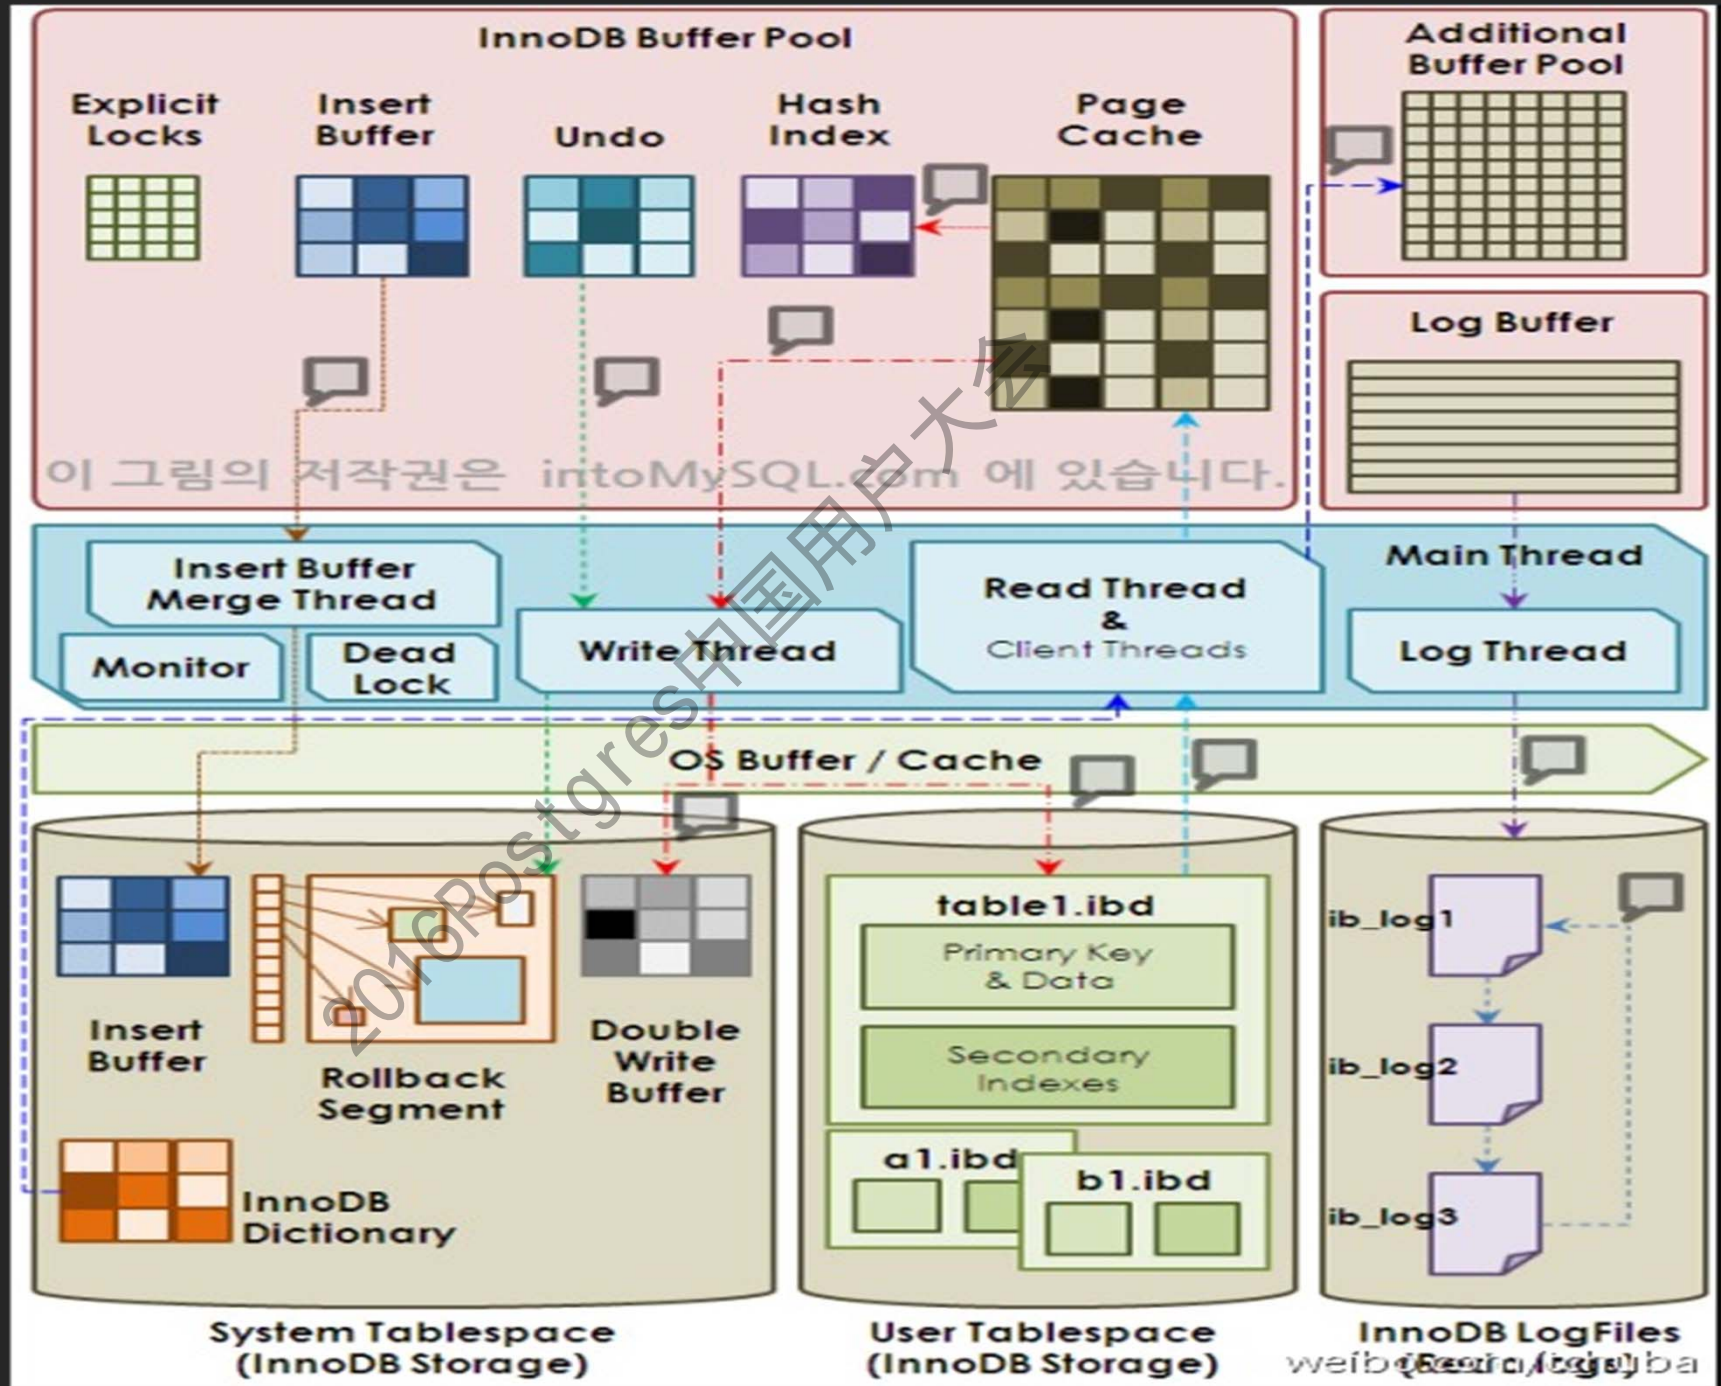 InnoDB Buffer Pool
Explicit
Locks
Insert
Buffer
Undo
Hash
Index
Page
Cache
이 그림의 저작권은 intoMySQL.com 에 있습니다.
Additional
Buffer Pool
Log Buffer
Insert Buffer
Merge Thread
Monitor
Dead
Lock
Write Thread
Read Thread
&
Client Threads
Main Thread
Log Thread
OS Buffer / Cache
Insert
Buffer
Rollback
Segment
Double
Write
Buffer
InnoDB
Dictionary
System Tablespace
(InnoDB Storage)
table1.ibd
Primary Key
& Data
Secondary
Indexes
a1.ibd
b1.ibd
User Tablespace
(InnoDB Storage)
ib_log1
ib_log2
ib_log3
InnoDB LogFiles
(Redo logs)
2016Postgres中国用户大会